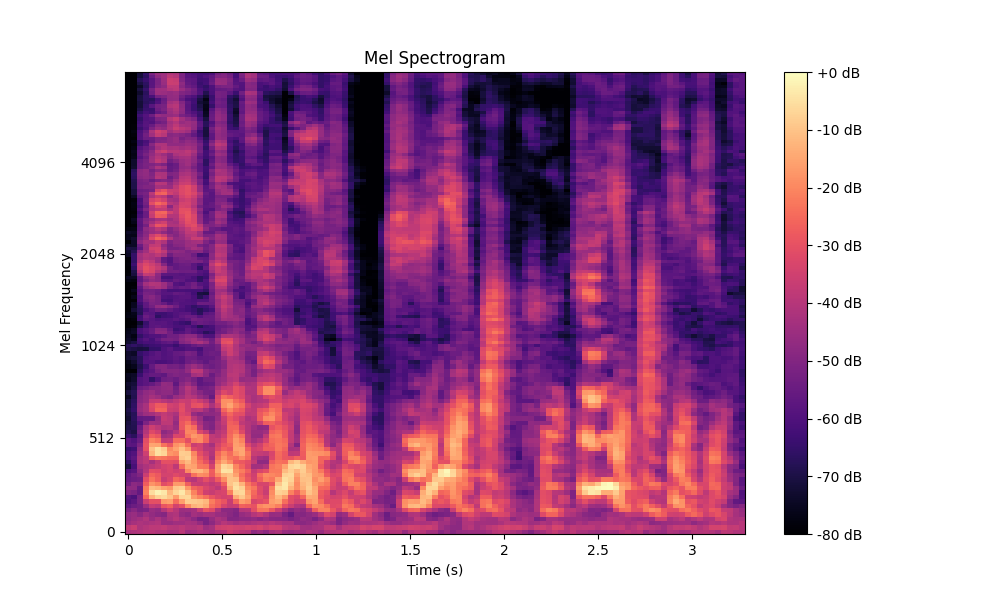 Mel Spectrogram
Mel Frequency
4096
2048
1024
512
0
0
0.5
1
1.5
2
2.5
3
Time (s)
+0 dB
-10 dB
-20 dB
-30 dB
-40 dB
-50 dB
-60 dB
-70 dB
-80 dB